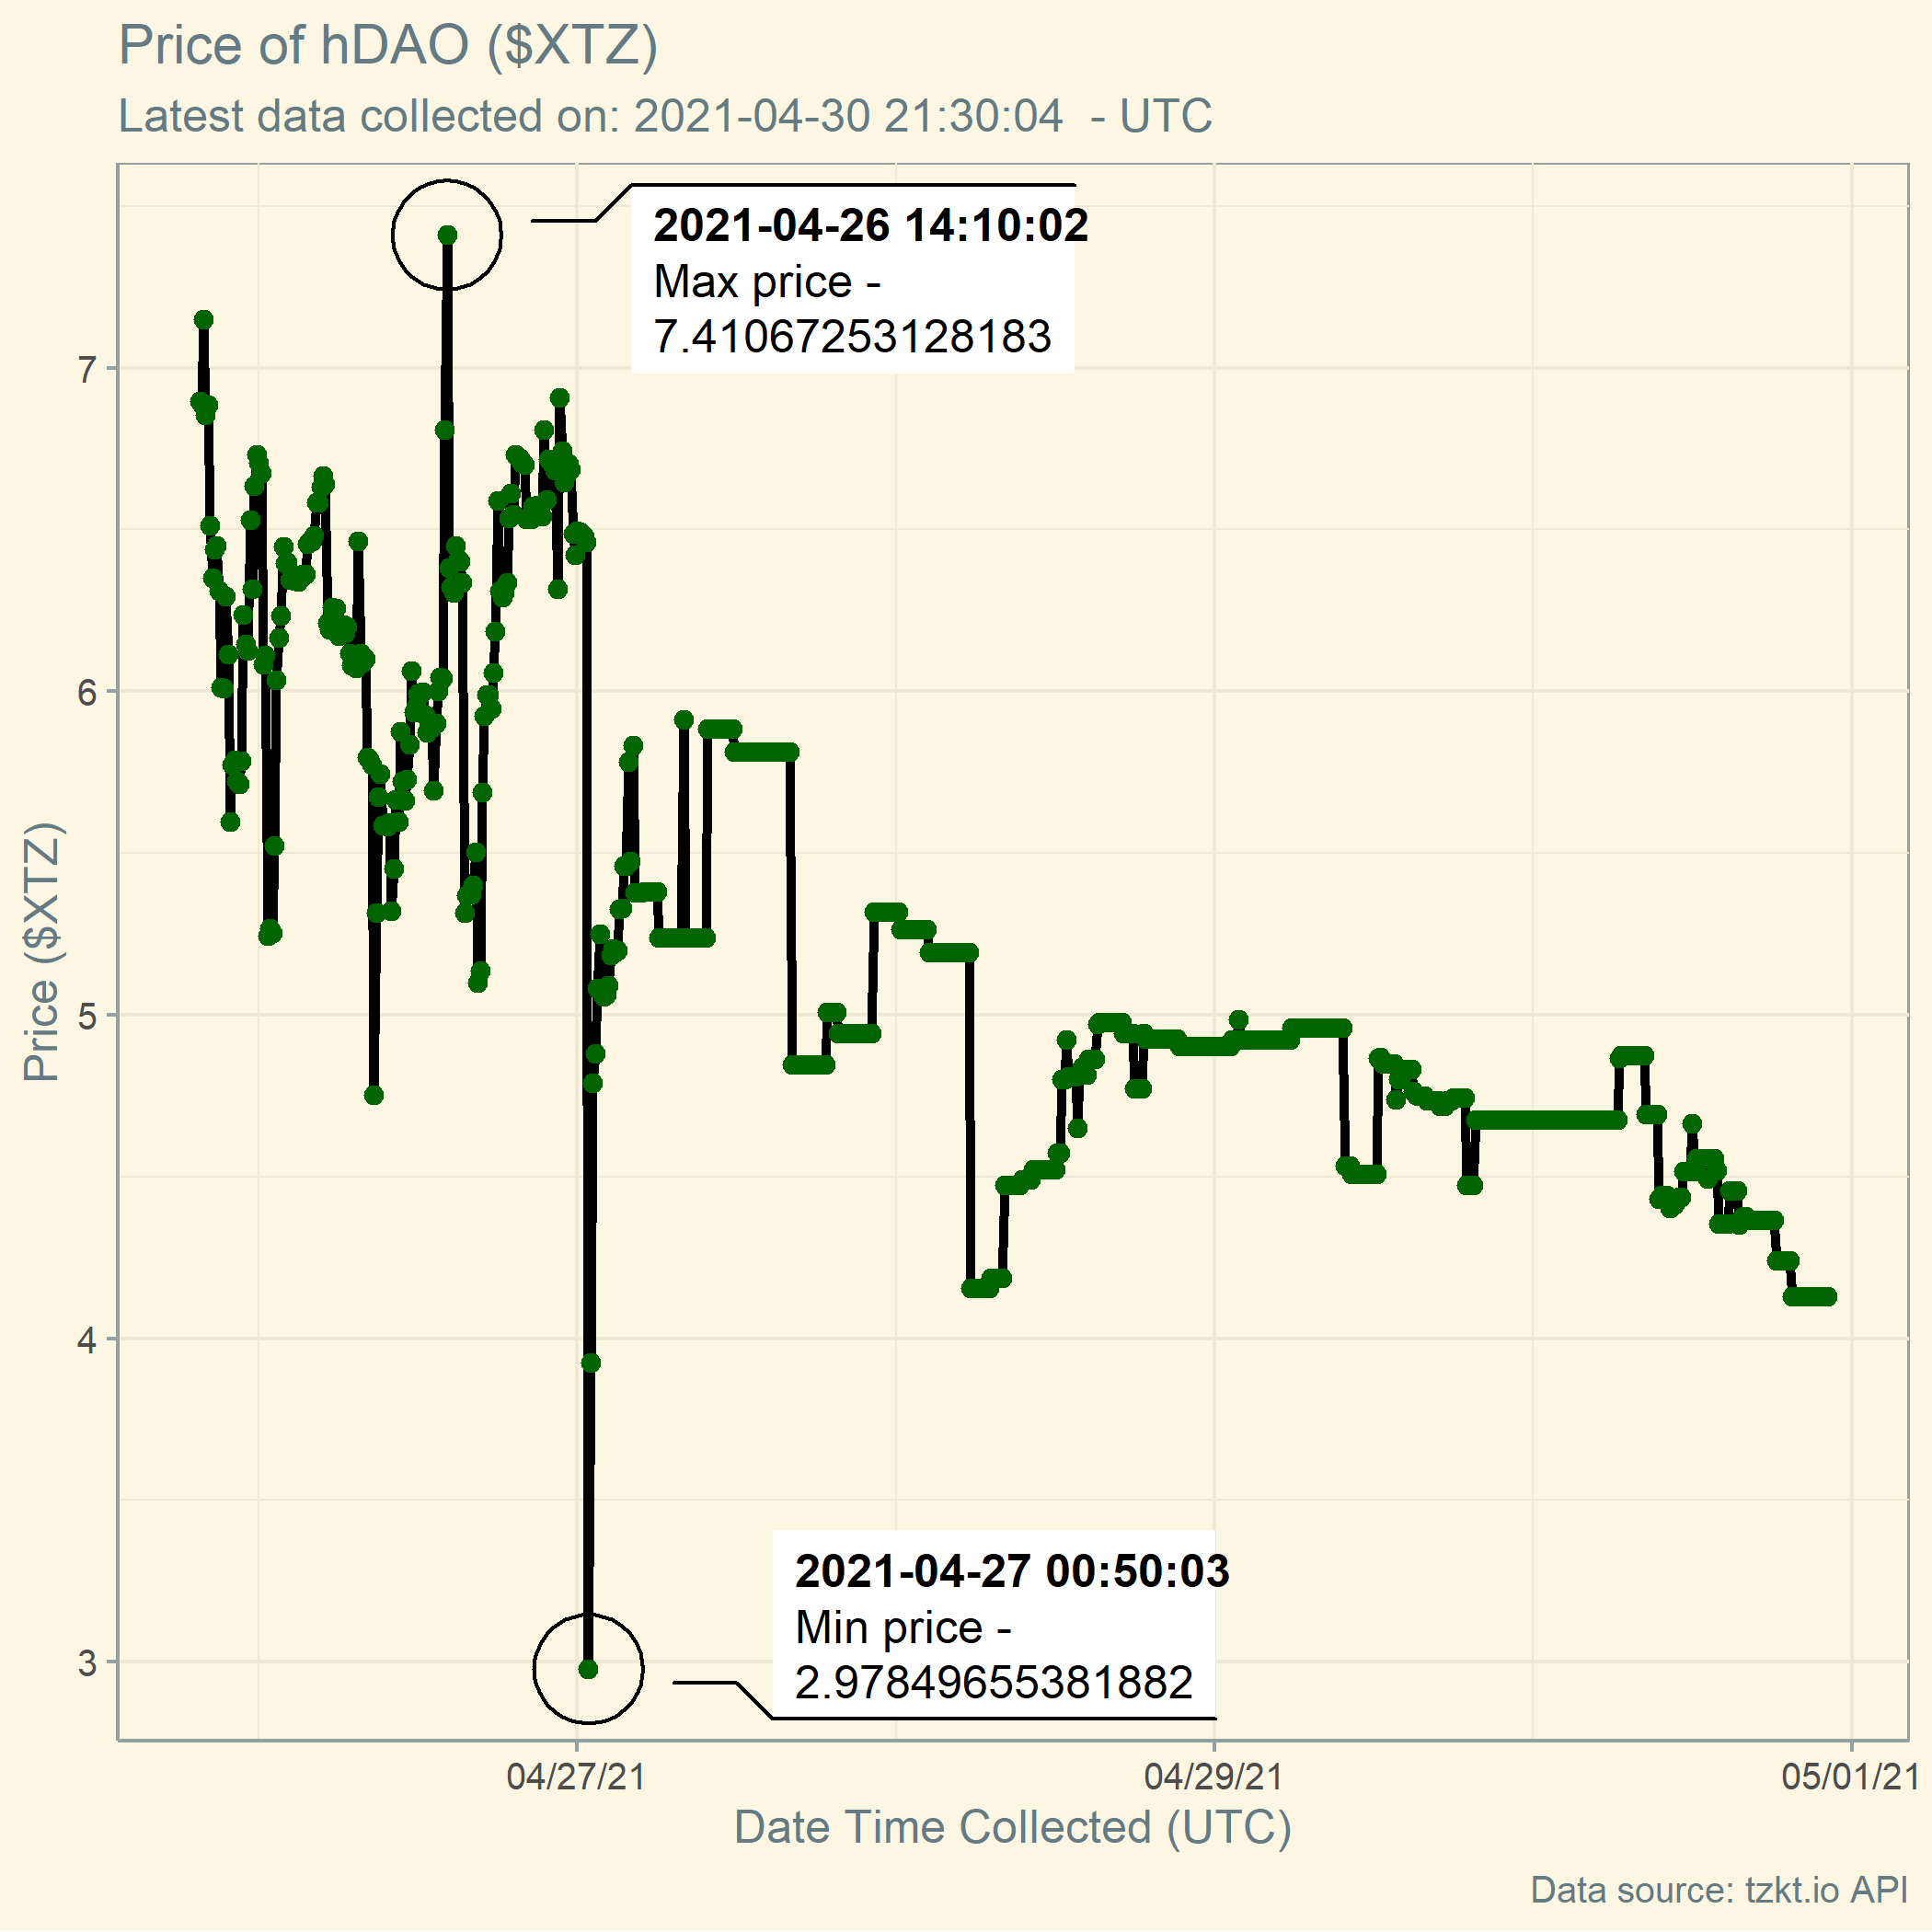 Price of hDAO ($XTZ)
Latest data collected on: 2021-04-30 21:30:04  - UTC
2021-04-26 14:10:02
Max price -
7.41067253128183
7
6
5
4
3
Price ($XTZ)
2021-04-27 00:50:03
Min price -
2.97849655381882
04/27/21
04/29/21
05/01/21
Date Time Collected (UTC)
Data source: tzkt.io API